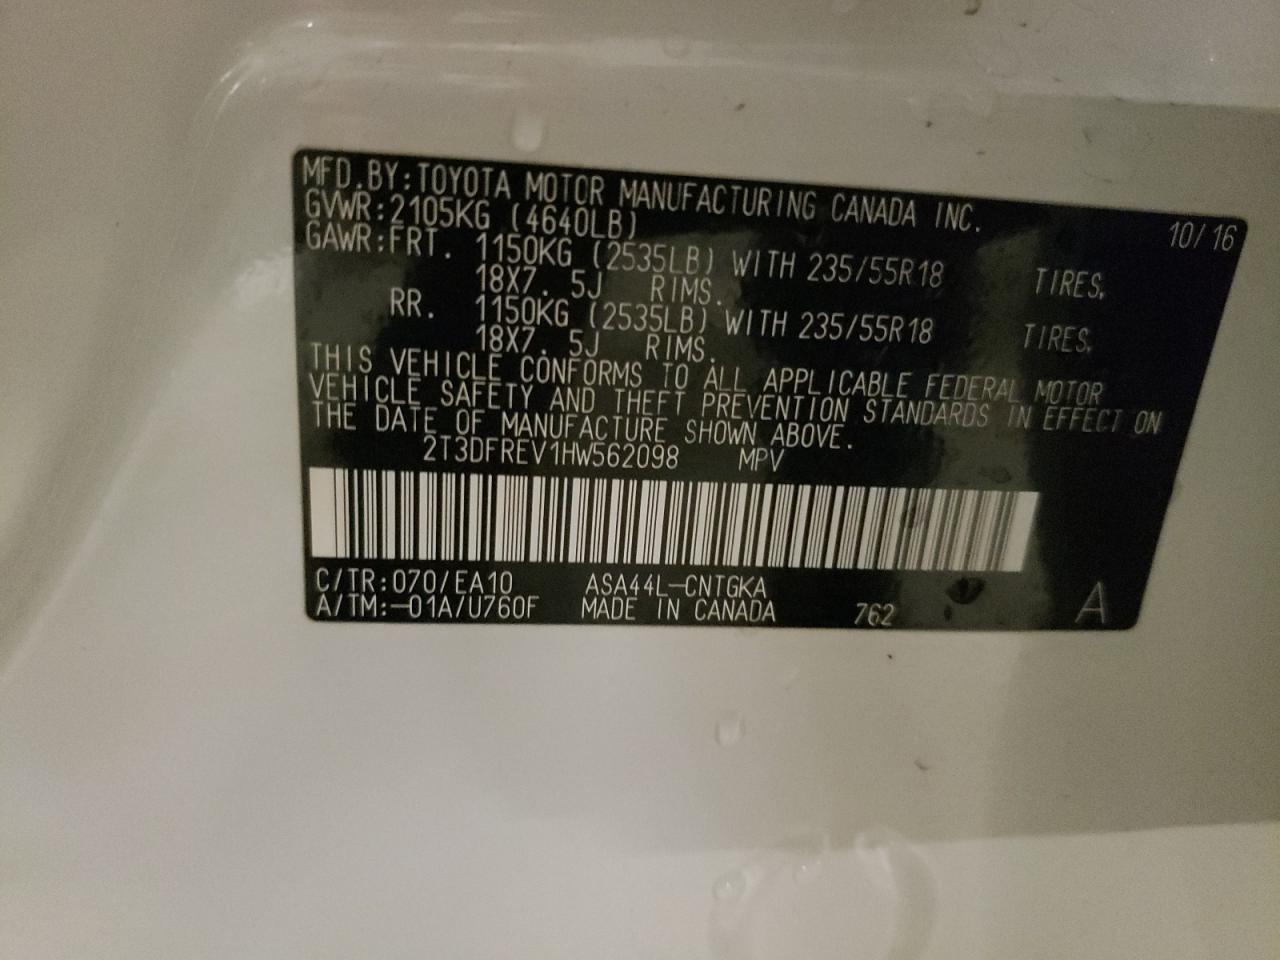 MFD.BY:TOYOTA MOTOR MANUFACTURING CANADA INC. 10/16
GVWR:2105KG (4640LB)
GAWR:FRT. 1150KG (2535LB) WITH 235/55R18 TIRES,
18X7. 5J RIMS.
RR. 1150KG (2535LB) WITH 235/55R18 TIRES,
18X7. 5J RIMS.
THIS VEHICLE CONFORMS TO ALL APPLICABLE FEDERAL MOTOR
VEHICLE SAFETY AND THEFT PREVENTION STANDARDS IN EFFECT ON
THE DATE OF MANUFACTURE SHOWN ABOVE.
2T3DFREV1HW562098 MPV
C/TR:070/EA10 ASA44L-CNTGKA
A/TM:-01A/U760F MADE IN CANADA 762 A